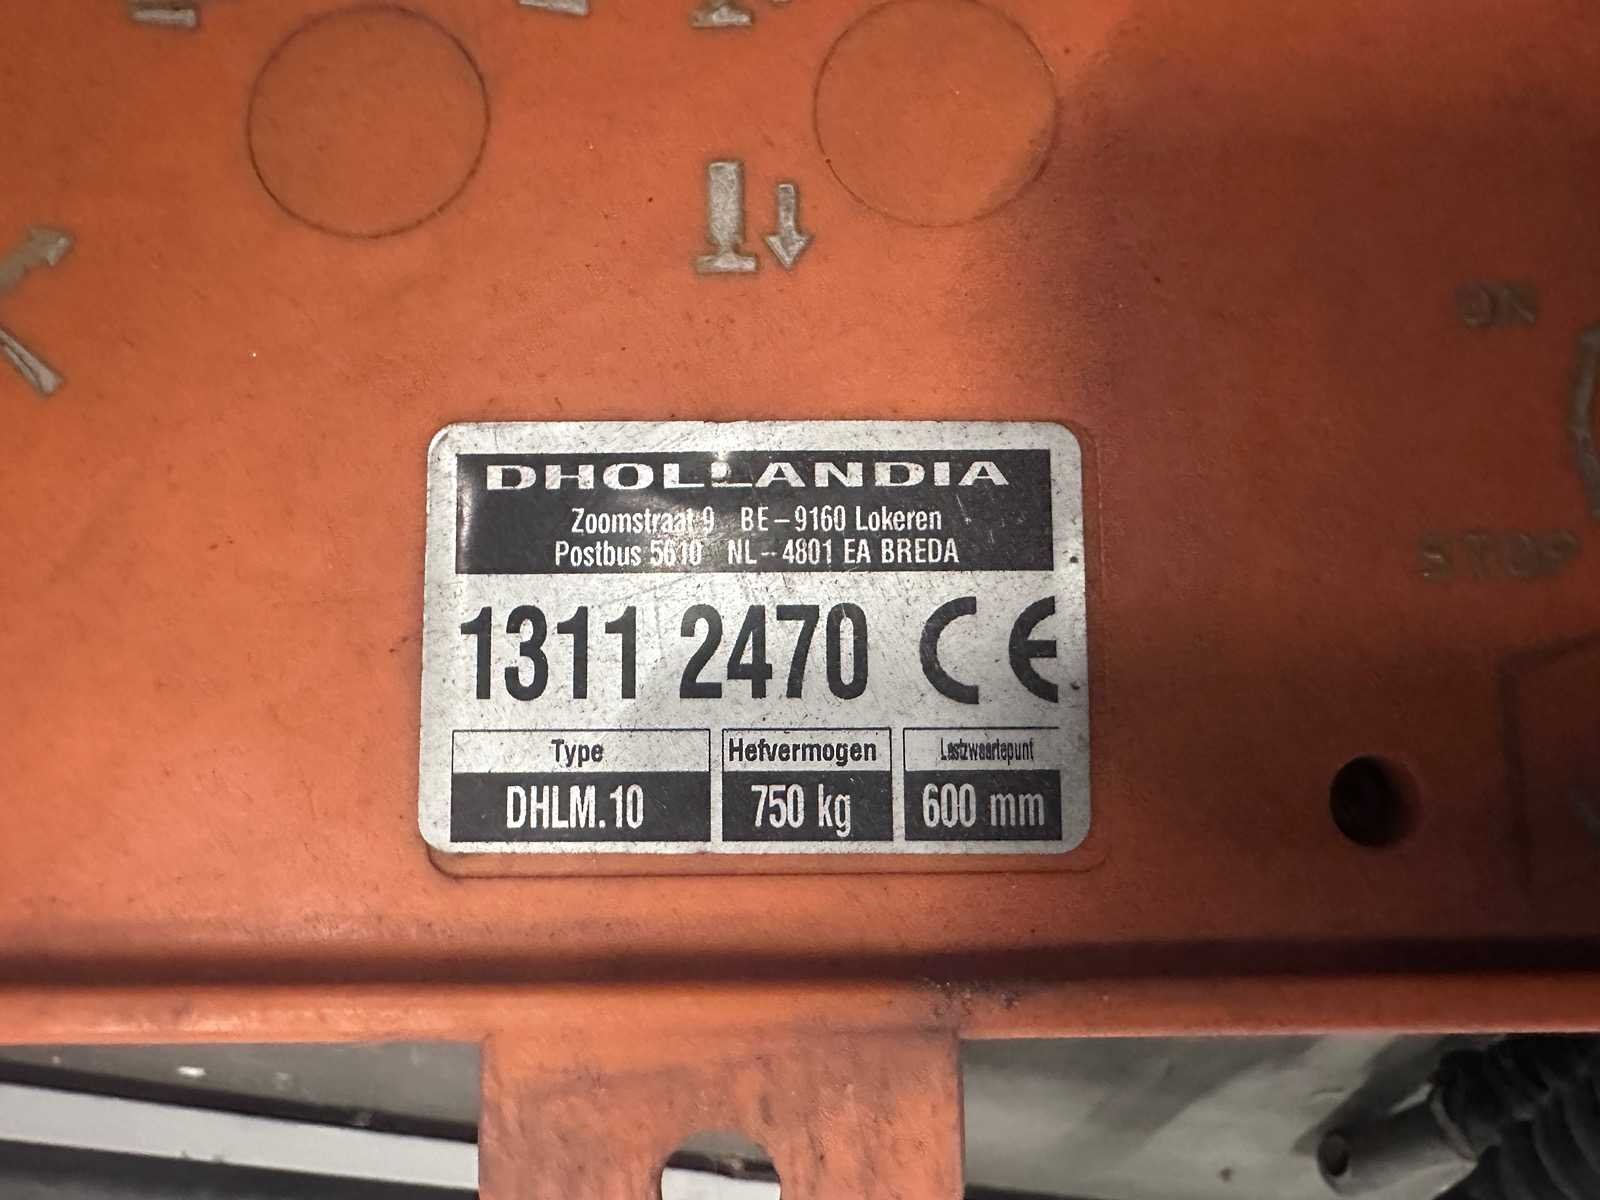 ON
STOP
DHOLLANDIA
Zoomstraat 9 BE-9160 Lokeren
Postbus 5610 NL-4801 EA BREDA
1311 2470 CE
Type Hefvermogen Lastzwaartepunt
DHLM.10 750 kg 600 mm